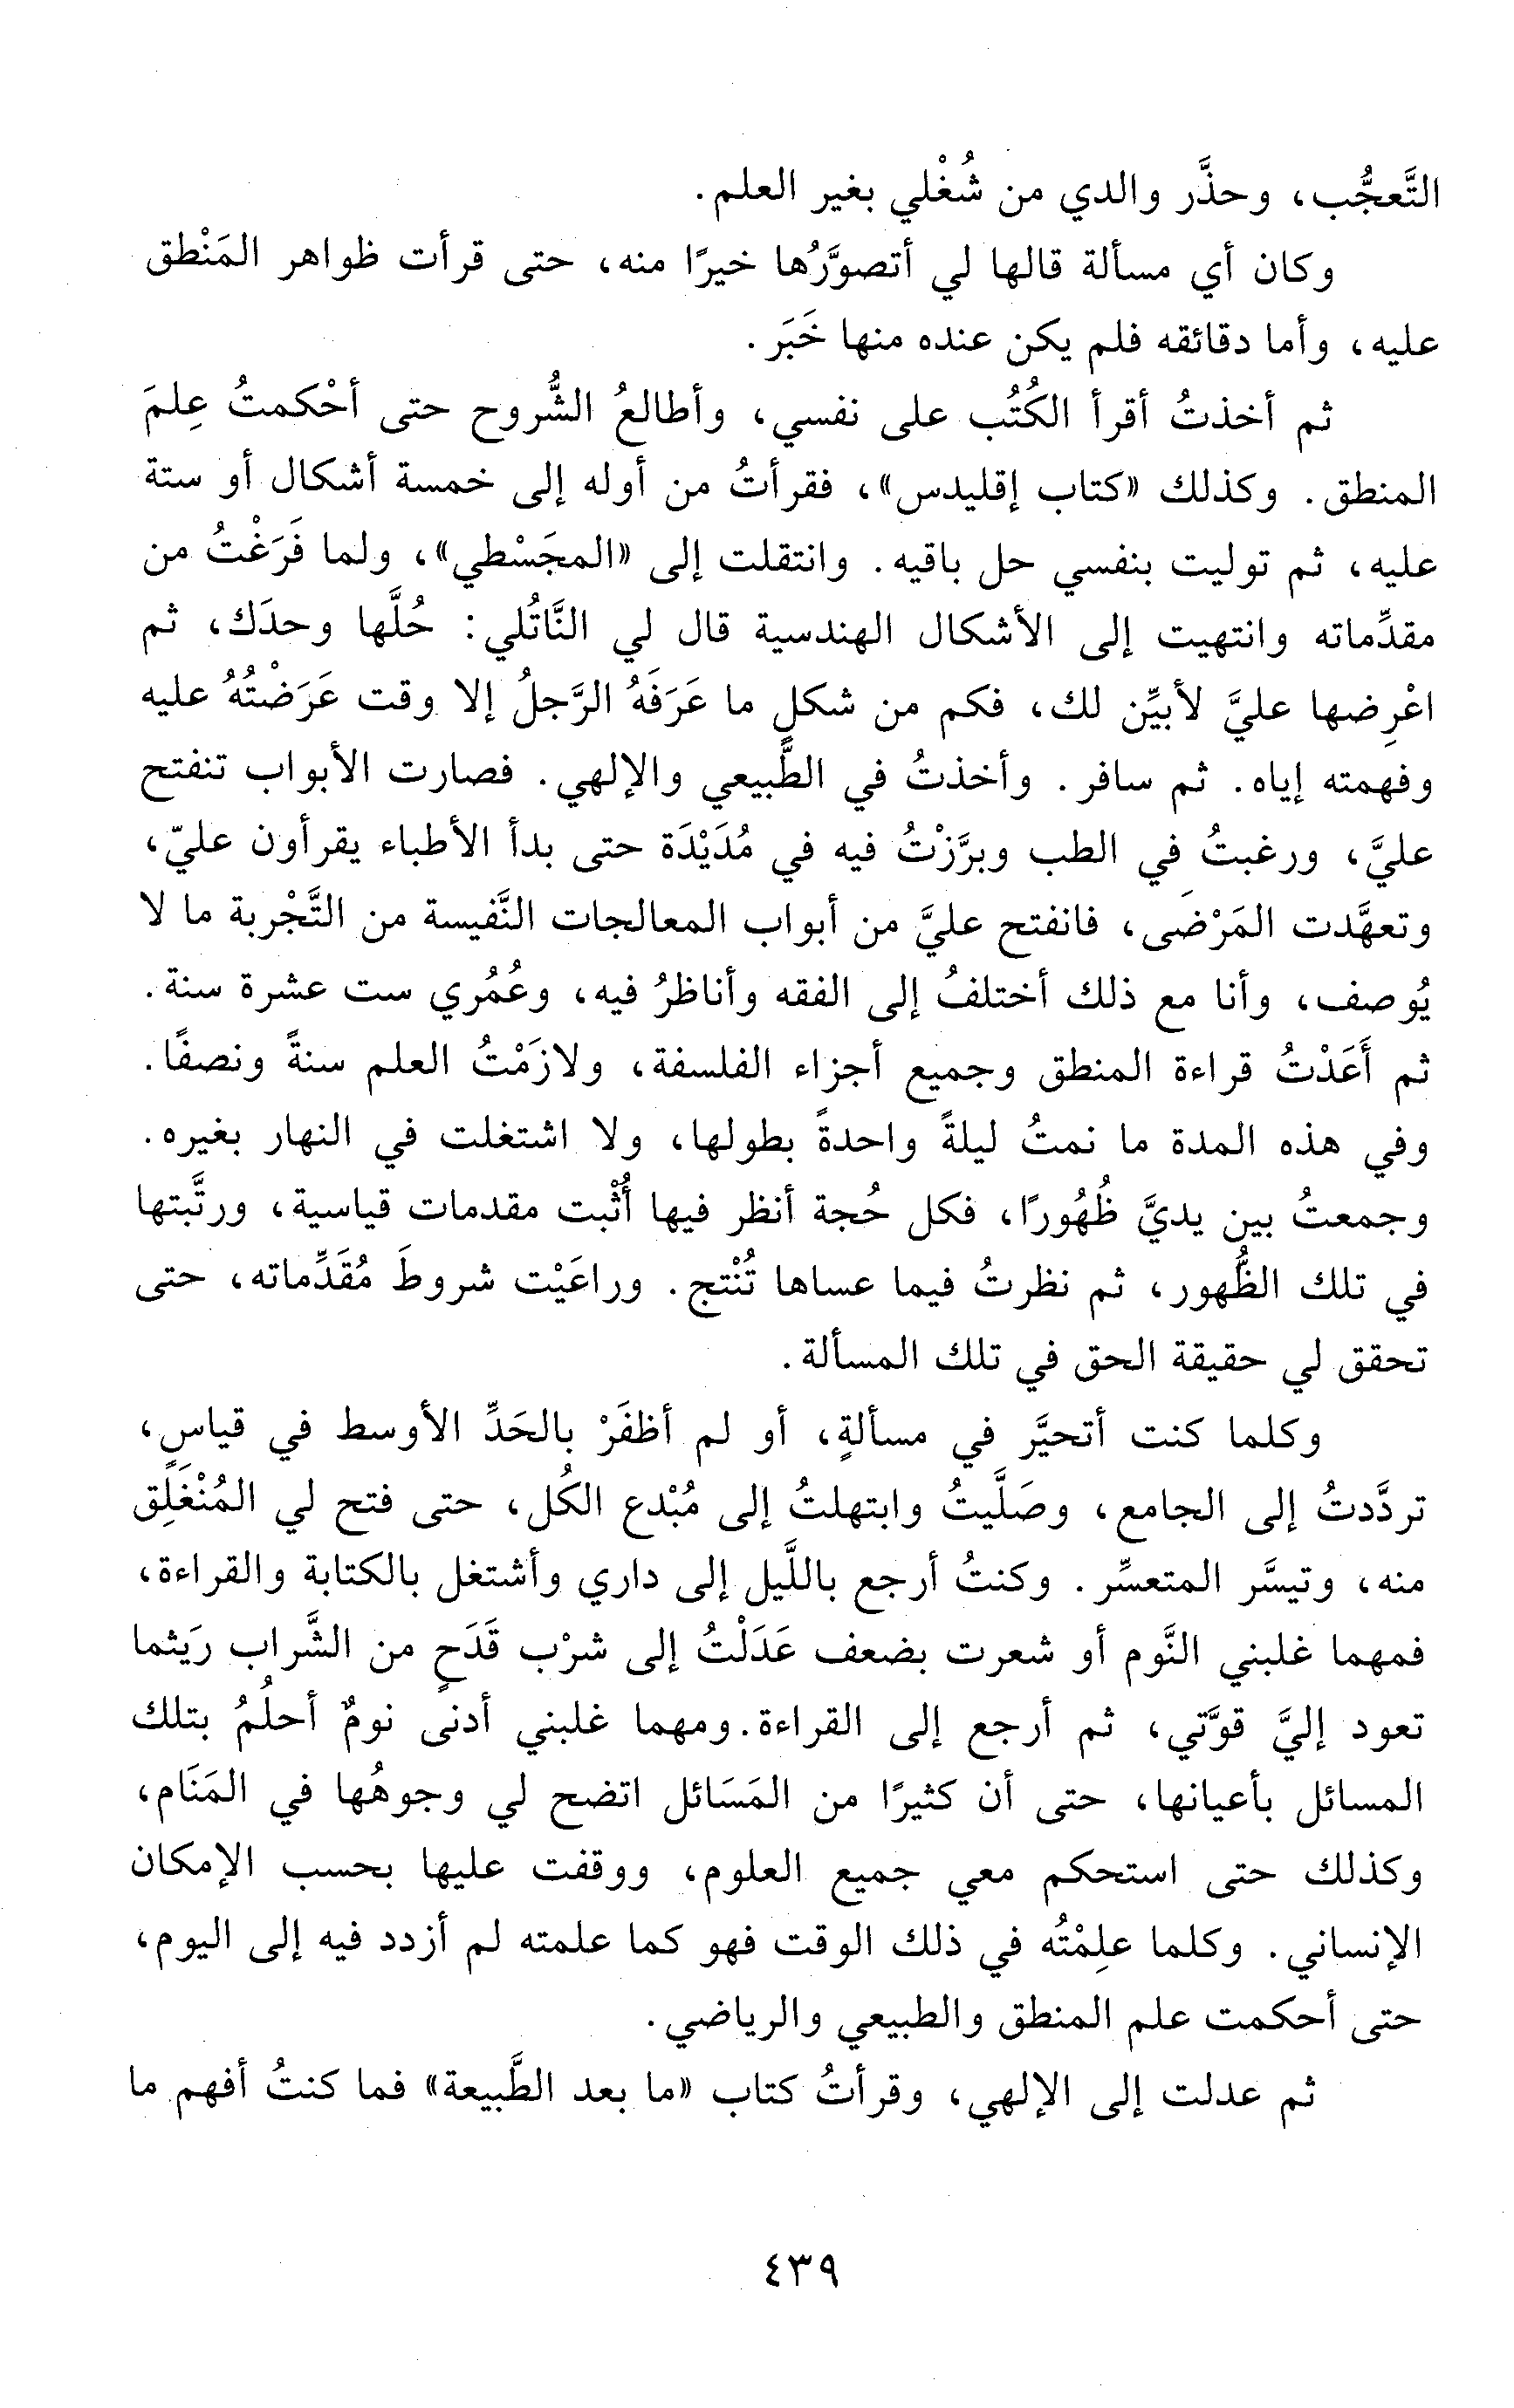 التَّعجُّب، وحذَّر والدي من شُغْلي بغير العلم.
وكان أي مسألة قالها لي أتصوَّرُها خيرًا منه، حتى قرأت ظواهر المَنْطق
عليه، وأما دقائقه فلم يكن عنده منها خَبَر.
ثم أخذتُ أقرأ الكُتُب على نفسي، وأطالعُ الشُّروح حتى أحْكمتُ عِلمَ
المنطق. وكذلك «كتاب إقليدس»، فقرأتُ من أوله إلى خمسة أشكال أو ستة
عليه، ثم توليت بنفسي حل باقيه. وانتقلت إلى «المجَسْطي»، ولما فَرَغْتُ من
مقدِّماته وانتهيت إلى الأشكال الهندسية قال لي النَّاتُلي: حُلَّها وحدَك، ثم
اعْرِضها عليَّ لأبيِّن لك، فكم من شكلٍ ما عَرَفَهُ الرَّجلُ إلا وقت عَرَضْتُهُ عليه
وفهمته إياه. ثم سافر. وأخذتُ في الطَّبيعي والإلهي. فصارت الأبواب تنفتح
عليَّ، ورغبتُ في الطب وبرَّزْتُ فيه في مُدَيْدَة حتى بدأ الأطباء يقرأون عليّ،
وتعهَّدت المَرْضَى، فانفتح عليَّ من أبواب المعالجات النَّفيسة من التَّجْربة ما لا
يُوصف، وأنا مع ذلك أختلفُ إلى الفقه وأناظرُ فيه، وعُمُري ست عشرة سنة.
ثم أَعَدْتُ قراءة المنطق وجميع أجزاء الفلسفة، ولازَمْتُ العلم سنةً ونصفًا.
وفي هذه المدة ما نمتُ ليلةً واحدةً بطولها، ولا اشتغلت في النهار بغيره.
وجمعتُ بين يديَّ ظُهُورًا، فكل حُجة أنظر فيها أُثْبت مقدمات قياسية، ورتَّبتها
في تلك الظُّهور، ثم نظرتُ فيما عساها تُنْتج. وراعَيْت شروطَ مُقَدِّماته، حتى
تحقق لي حقيقة الحق في تلك المسألة.
وكلما كنت أتحيَّر في مسألةٍ، أو لم أظفَرْ بالحَدِّ الأوسط في قياسٍ،
تردَّدتُ إلى الجامع، وصَلَّيتُ وابتهلتُ إلى مُبْدع الكُل، حتى فتح لي المُنْغَلِق
منه، وتيسَّر المتعسِّر. وكنتُ أرجع باللَّيل إلى داري وأشتغل بالكتابة والقراءة،
فمهما غلبني النَّوم أو شعرت بضعف عَدَلْتُ إلى شرْب قَدَحٍ من الشَّراب رَيثما
تعود إليَّ قوَّتي، ثم أرجع إلى القراءة.ومهما غلبني أدنى نومٌ أحلُمُ بتلك
المسائل بأعيانها، حتى أن كثيرًا من المَسَائل اتضح لي وجوهُها في المَنَام،
وكذلك حتى استحكم معي جميع العلوم، ووقفت عليها بحسب الإمكان
الإنساني. وكلما علِمْتُه في ذلك الوقت فهو كما علمته لم أزدد فيه إلى اليوم،
حتى أحكمت علم المنطق والطبيعي والرياضي.
ثم عدلت إلى الإلهي، وقرأتُ كتاب «ما بعد الطَّبيعة» فما كنتُ أفهم ما
٤٣٩